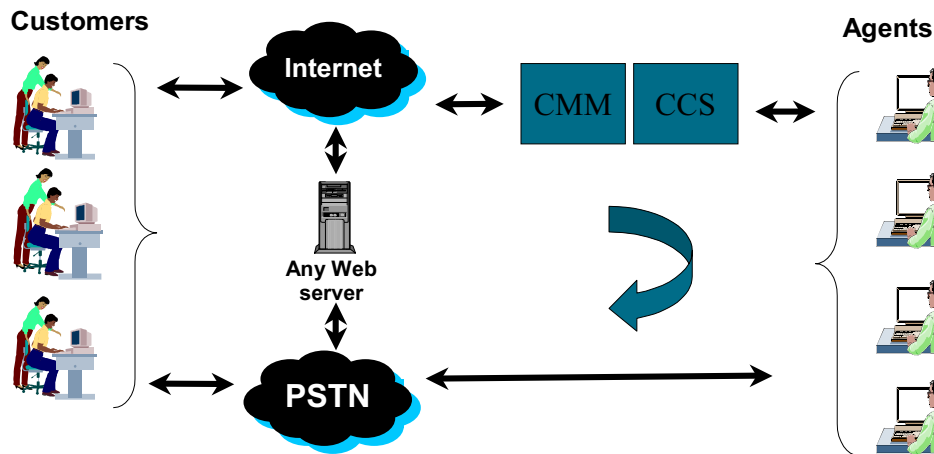 Customers
Agents
Internet
CMM
CCS
Any Web
server
PSTN